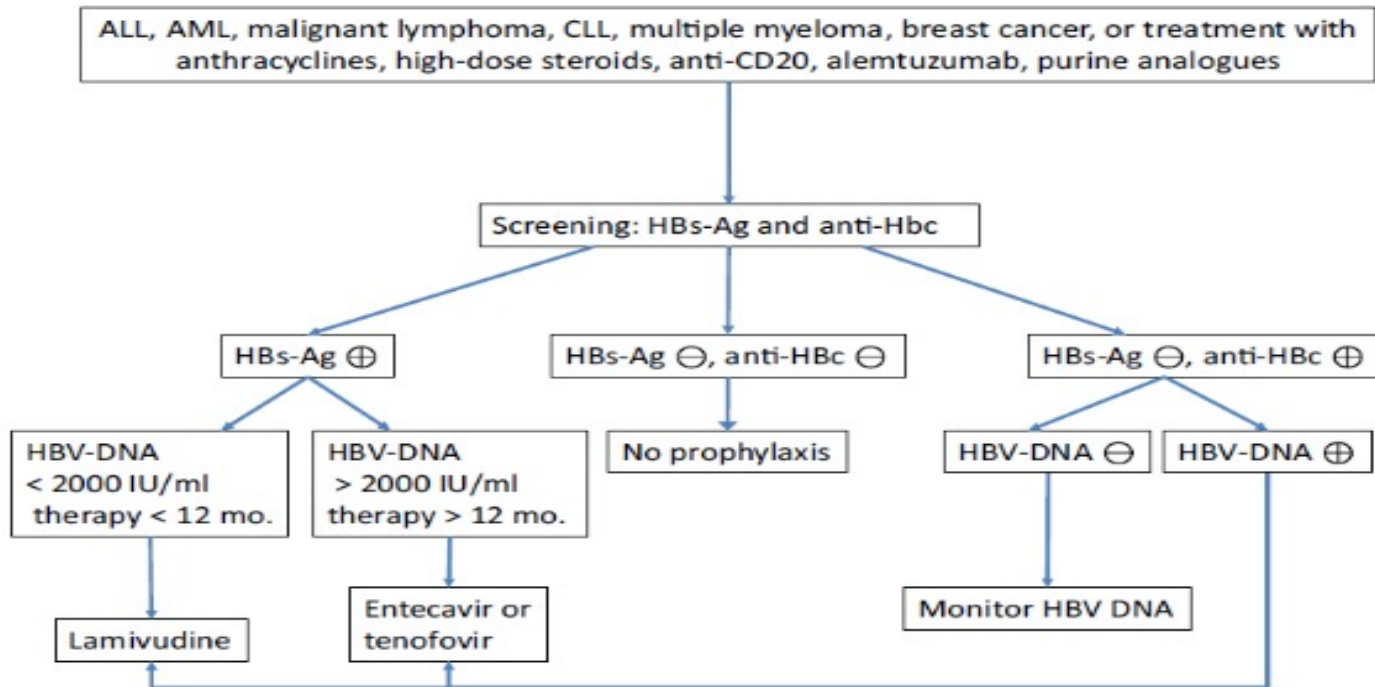 ALL, AML, malignant lymphoma, CLL, multiple myeloma, breast cancer, or treatment with
anthracyclines, high-dose steroids, anti-CD20, alemtuzumab, purine analogues
Screening: HBs-Ag and anti-Hbc
HBs-Ag ⊕
HBs-Ag ⊖, anti-HBc ⊖
HBs-Ag ⊖, anti-HBc ⊕
HBV-DNA
< 2000 IU/ml
therapy < 12 mo.
HBV-DNA
> 2000 IU/ml
therapy > 12 mo.
No prophylaxis
HBV-DNA ⊖
HBV-DNA ⊕
Lamivudine
Entecavir or
tenofovir
Monitor HBV DNA